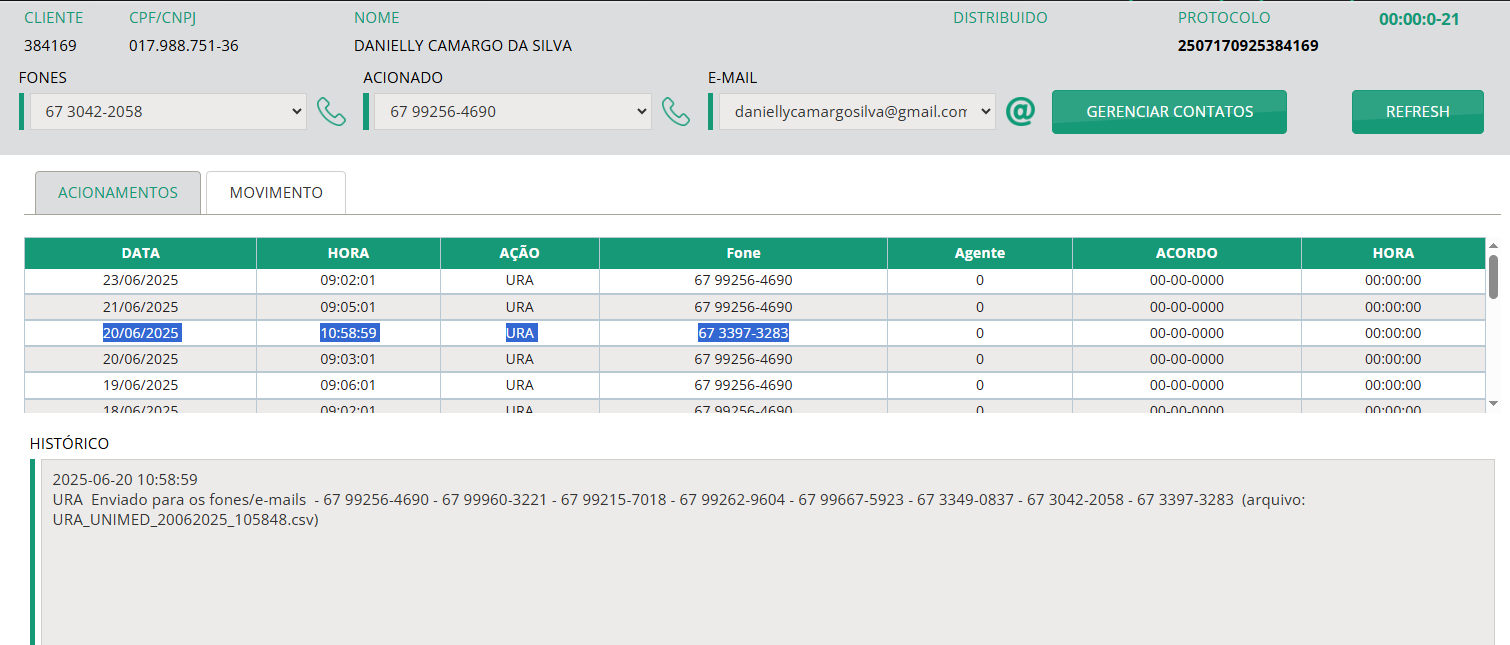 CLIENTE CPF/CNPJ NOME DISTRIBUIDO PROTOCOLO 00:00:0-21
384169 017.988.751-36 DANIELLY CAMARGO DA SILVA 2507170925384169
FONES ACIONADO E-MAIL
67 3042-2058 67 99256-4690 daniellycamargosilva@gmail.com GERENCIAR CONTATOS REFRESH
ACIONAMENTOS MOVIMENTO
DATA HORA AÇÃO Fone Agente ACORDO HORA
23/06/2025 09:02:01 URA 67 99256-4690 0 00-00-0000 00:00:00
21/06/2025 09:05:01 URA 67 99256-4690 0 00-00-0000 00:00:00
20/06/2025 10:58:59 URA 67 3397-3283 0 00-00-0000 00:00:00
20/06/2025 09:03:01 URA 67 99256-4690 0 00-00-0000 00:00:00
19/06/2025 09:06:01 URA 67 99256-4690 0 00-00-0000 00:00:00
18/06/2025 09:02:01 URA 67 99256-4690 0 00-00-0000 00:00:00
HISTÓRICO
2025-06-20 10:58:59
URA Enviado para os fones/e-mails - 67 99256-4690 - 67 99960-3221 - 67 99215-7018 - 67 99262-9604 - 67 99667-5923 - 67 3349-0837 - 67 3042-2058 - 67 3397-3283 (arquivo:
URA_UNIMED_20062025_105848.csv)